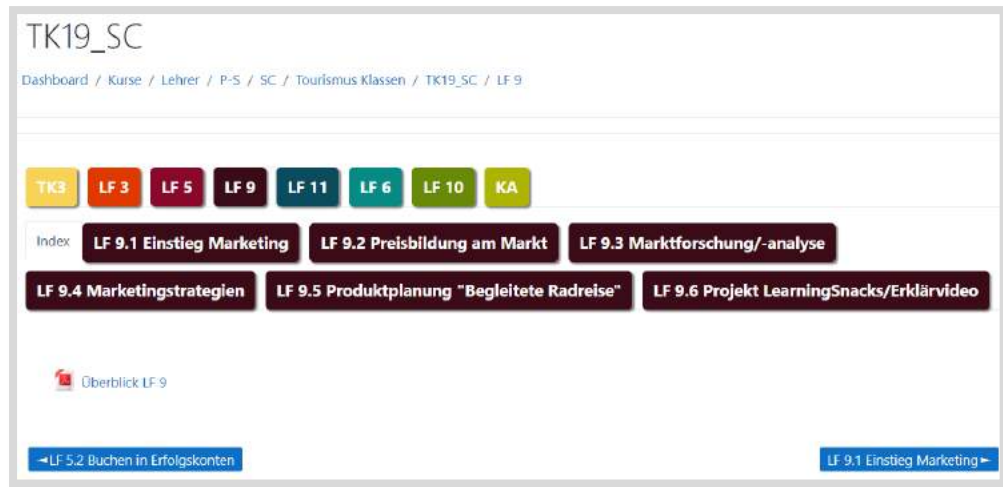 TK19_SC
Dashboard / Kurse / Lehrer / P-S / SC / Tourismus Klassen / TK19_SC / LF 9
TK3 LF 3 LF 5 LF 9 LF 11 LF 6 LF 10 KA
Index LF 9.1 Einstieg Marketing LF 9.2 Preisbildung am Markt LF 9.3 Marktforschung/-analyse
LF 9.4 Marketingstrategien LF 9.5 Produktplanung "Begleitete Radreise" LF 9.6 Projekt LearningSnacks/Erklärvideo
Überblick LF 9
◄LF 5.2 Buchen in Erfolgskonten LF 9.1 Einstieg Marketing►